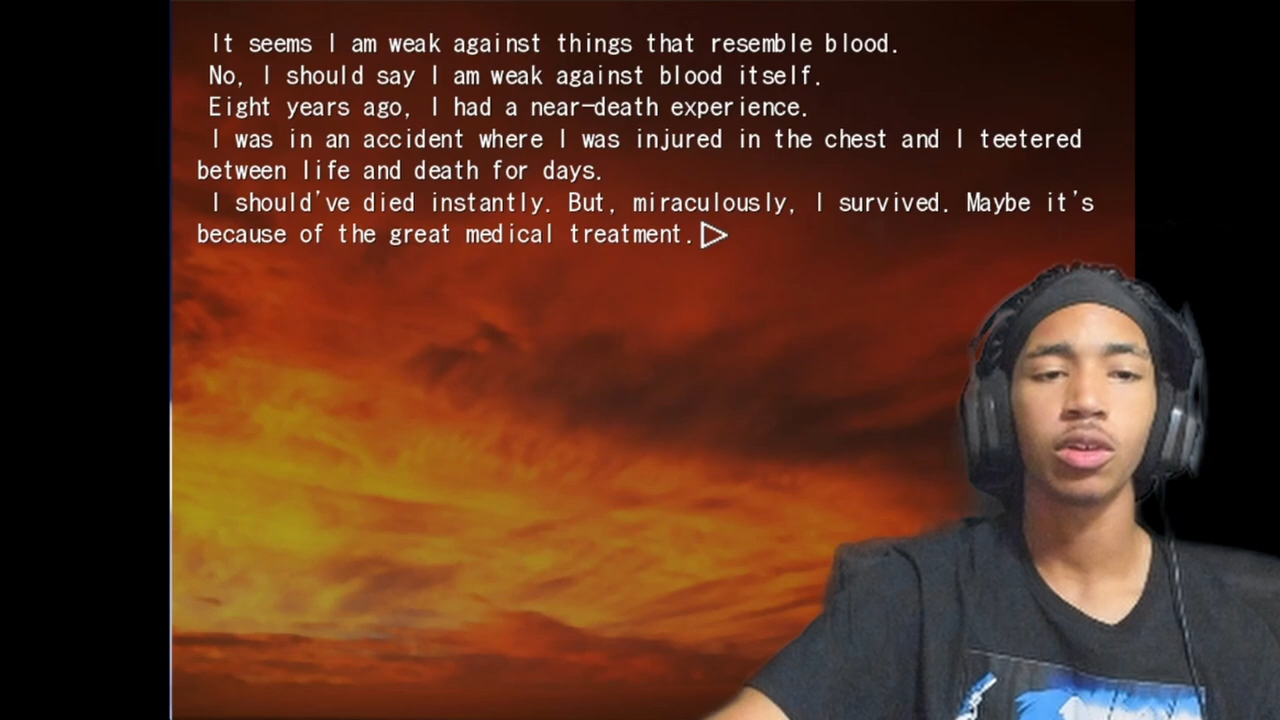 It seems I am weak against things that resemble blood.
No, I should say I am weak against blood itself.
Eight years ago, I had a near-death experience.
I was in an accident where I was injured in the chest and I teetered
between life and death for days.
I should've died instantly. But, miraculously, I survived. Maybe it's
because of the great medical treatment.